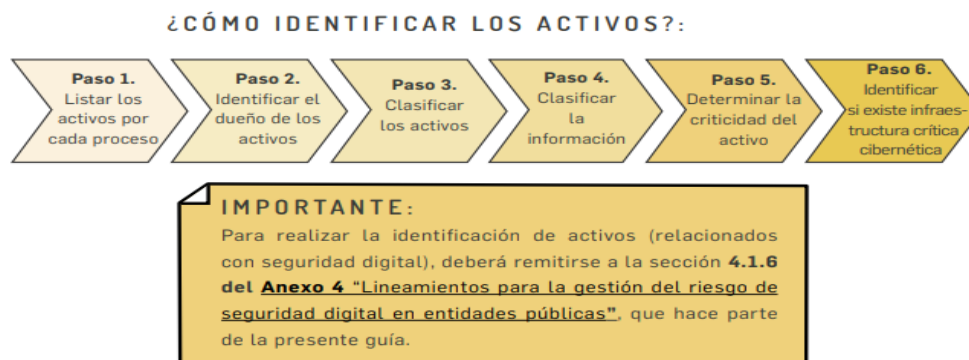 ¿CÓMO IDENTIFICAR LOS ACTIVOS?:
Paso 1.
Listar los
activos por
cada proceso
Paso 2.
Identificar el
dueño de los
activos
Paso 3.
Clasificar
los activos
Paso 4.
Clasificar
la
información
Paso 5.
Determinar la
criticidad del
activo
Paso 6.
Identificar
si existe infraes-
tructura crítica
cibernética
IMPORTANTE:
Para realizar la identificación de activos (relacionados
con seguridad digital), deberá remitirse a la sección 4.1.6
del Anexo 4 “Lineamientos para la gestión del riesgo de
seguridad digital en entidades públicas”, que hace parte
de la presente guía.